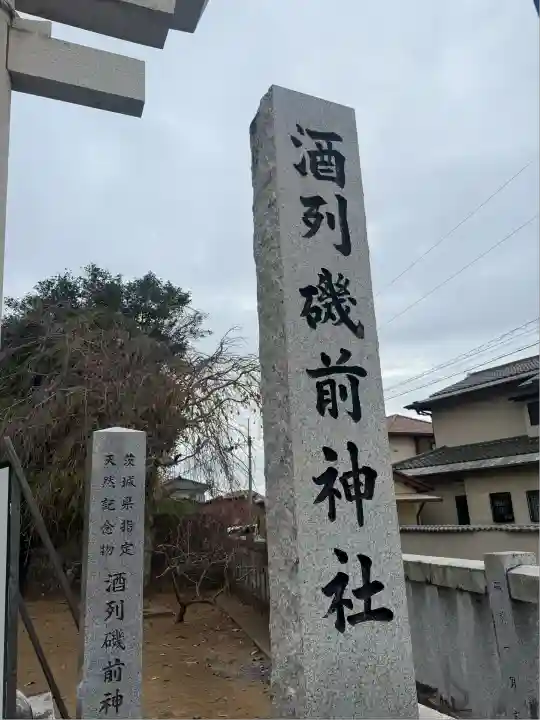 酒列磯前神社
茨城県指定
天然記念物
酒列磯前神